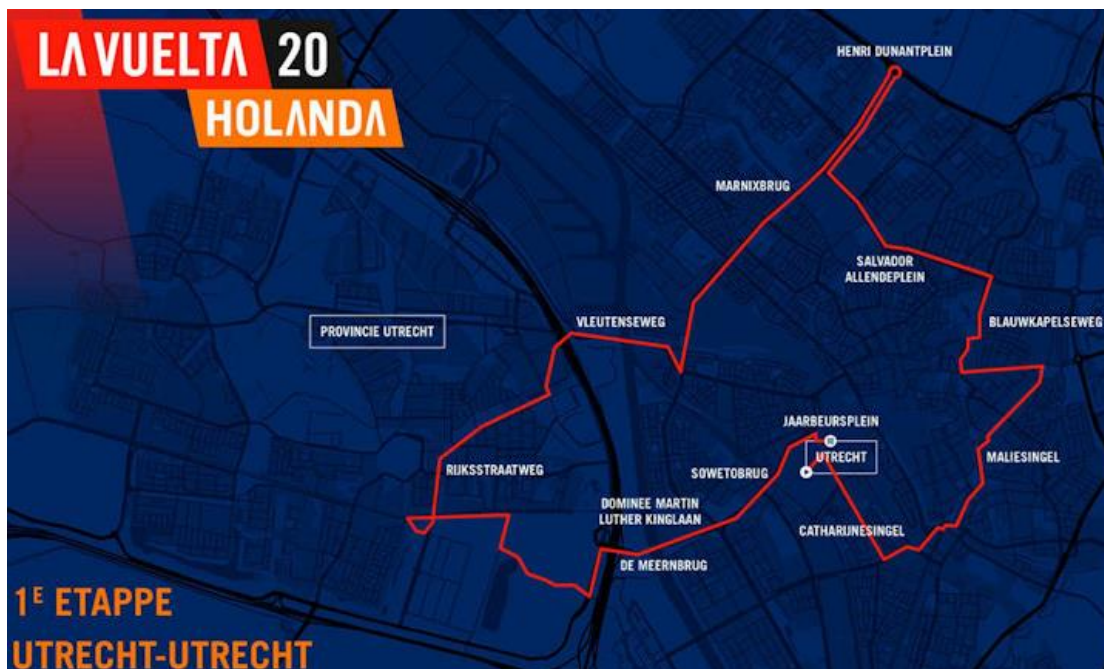 LA VUELTA 20
HOLANDA
HENRI DUNANTPLEIN
MARNIXBRUG
SALVADOR
ALLENDEPLEIN
BLAUWKAPELSEWEG
VLEUTENSEWEG
PROVINCIE UTRECHT
JAARBEURSPLEIN
UTRECHT
MALIESINGEL
SOWETOBRUG
RIJKSSTRAATWEG
DOMINEE MARTIN
LUTHER KINGLAAN
CATHARIJNESINGEL
DE MEERNBRUG
1E ETAPPE
UTRECHT-UTRECHT